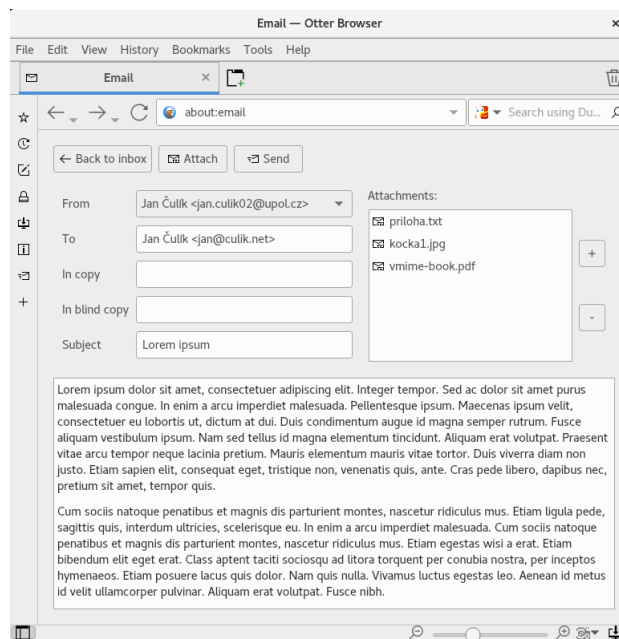 Email — Otter Browser
File Edit View History Bookmarks Tools Help
Email
about:email
Search using Du...
Back to inbox Attach Send
From Jan Čulík <jan.culik02@upol.cz>
Attachments:
To Jan Čulík <jan@culik.net>
priloha.txt
kocka1.jpg
vmime-book.pdf
In copy
In blind copy
Subject Lorem ipsum
Lorem ipsum dolor sit amet, consectetuer adipiscing elit. Integer tempor. Sed ac dolor sit amet purus
malesuada congue. In enim a arcu imperdiet malesuada. Pellentesque ipsum. Maecenas ipsum velit,
consectetuer eu lobortis ut, dictum at dui. Duis condimentum augue id magna semper rutrum. Fusce
aliquam vestibulum ipsum. Nam sed tellus id magna elementum tincidunt. Aliquam erat volutpat. Praesent
vitae arcu tempor neque lacinia pretium. Mauris elementum mauris vitae tortor. Duis viverra diam non
justo. Etiam sapien elit, consequat eget, tristique non, venenatis quis, ante. Cras pede libero, dapibus nec,
pretium sit amet, tempor quis.
Cum sociis natoque penatibus et magnis dis parturient montes, nascetur ridiculus mus. Etiam ligula pede,
sagittis quis, interdum ultricies, scelerisque eu. In enim a arcu imperdiet malesuada. Cum sociis natoque
penatibus et magnis dis parturient montes, nascetur ridiculus mus. Etiam egestas wisi a erat. Etiam
bibendum elit eget erat. Class aptent taciti sociosqu ad litora torquent per conubia nostra, per inceptos
hymenaeos. Etiam posuere lacus quis dolor. Nam quis nulla. Vivamus luctus egestas leo. Aenean id metus
id velit ullamcorper pulvinar. Aliquam erat volutpat. Fusce nibh.